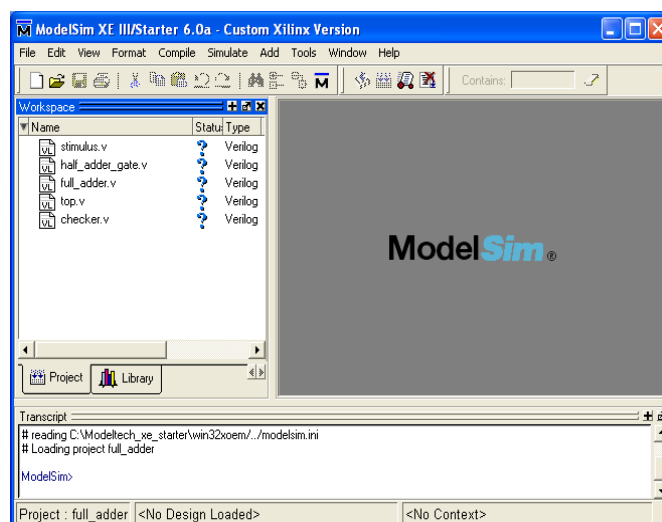 ModelSim XE III/Starter 6.0a - Custom Xilinx Version
File Edit View Format Compile Simulate Add Tools Window Help
Contains:
Workspace
Name Status Type
stimulus.v Verilog
half_adder_gate.v Verilog
full_adder.v Verilog
top.v Verilog
checker.v Verilog
ModelSim®
Project Library
Transcript
# reading C:\Modeltech_xe_starter\win32xoem/../modelsim.ini
# Loading project full_adder
ModelSim>
Project : full_adder <No Design Loaded> <No Context>